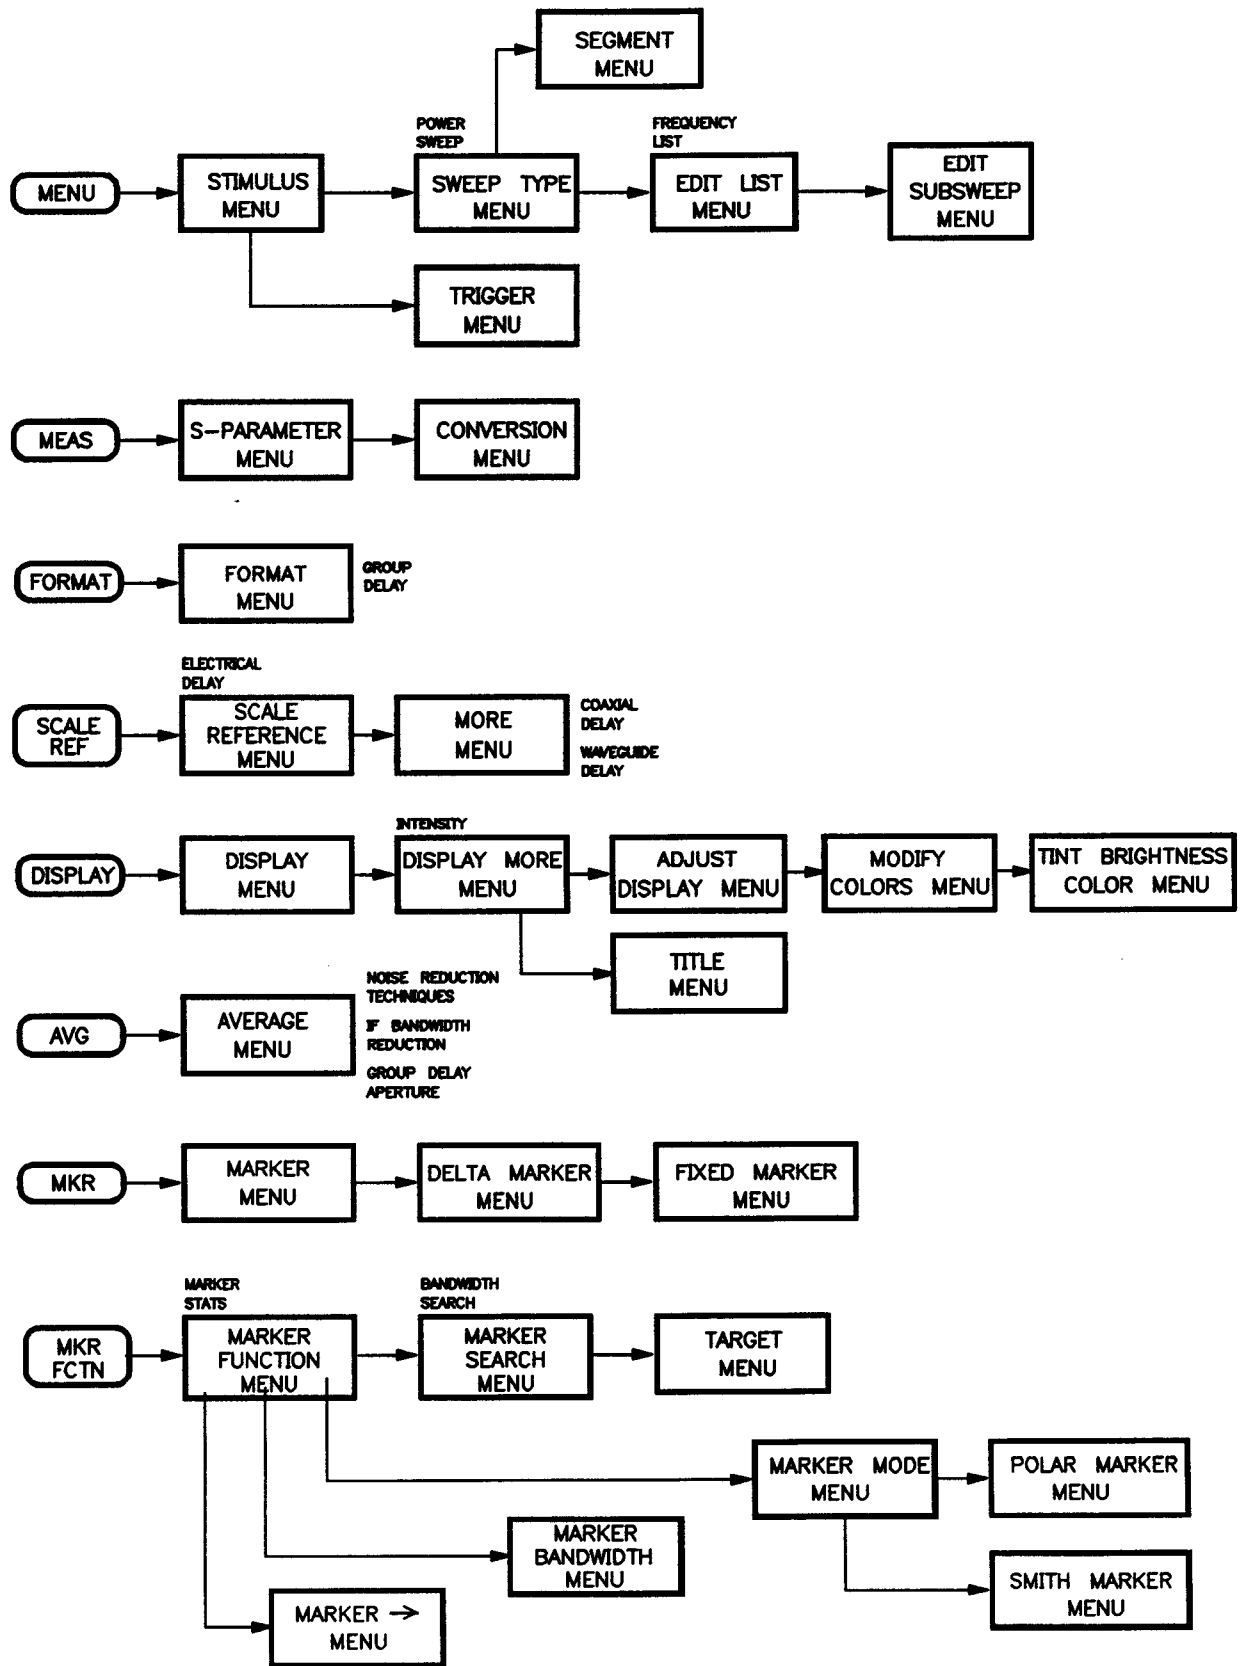 SEGMENT
MENU
POWER
SWEEP
FREQUENCY
LIST
MENU
STIMULUS
MENU
SWEEP TYPE
MENU
EDIT LIST
MENU
EDIT
SUBSWEEP
MENU
TRIGGER
MENU
MEAS
S-PARAMETER
MENU
CONVERSION
MENU
FORMAT
FORMAT
MENU
GROUP
DELAY
ELECTRICAL
DELAY
SCALE
REF
SCALE
REFERENCE
MENU
MORE
MENU
COAXIAL
DELAY
WAVEGUIDE
DELAY
INTENSITY
DISPLAY
DISPLAY
MENU
DISPLAY MORE
MENU
ADJUST
DISPLAY MENU
MODIFY
COLORS MENU
TINT BRIGHTNESS
COLOR MENU
TITLE
MENU
AVG
AVERAGE
MENU
NOISE REDUCTION
TECHNIQUES
IF BANDWIDTH
REDUCTION
GROUP DELAY
APERTURE
MKR
MARKER
MENU
DELTA MARKER
MENU
FIXED MARKER
MENU
MARKER
STATS
BANDWIDTH
SEARCH
MKR
FCTN
MARKER
FUNCTION
MENU
MARKER
SEARCH
MENU
TARGET
MENU
MARKER MODE
MENU
POLAR MARKER
MENU
MARKER
BANDWIDTH
MENU
SMITH MARKER
MENU
MARKER →
MENU